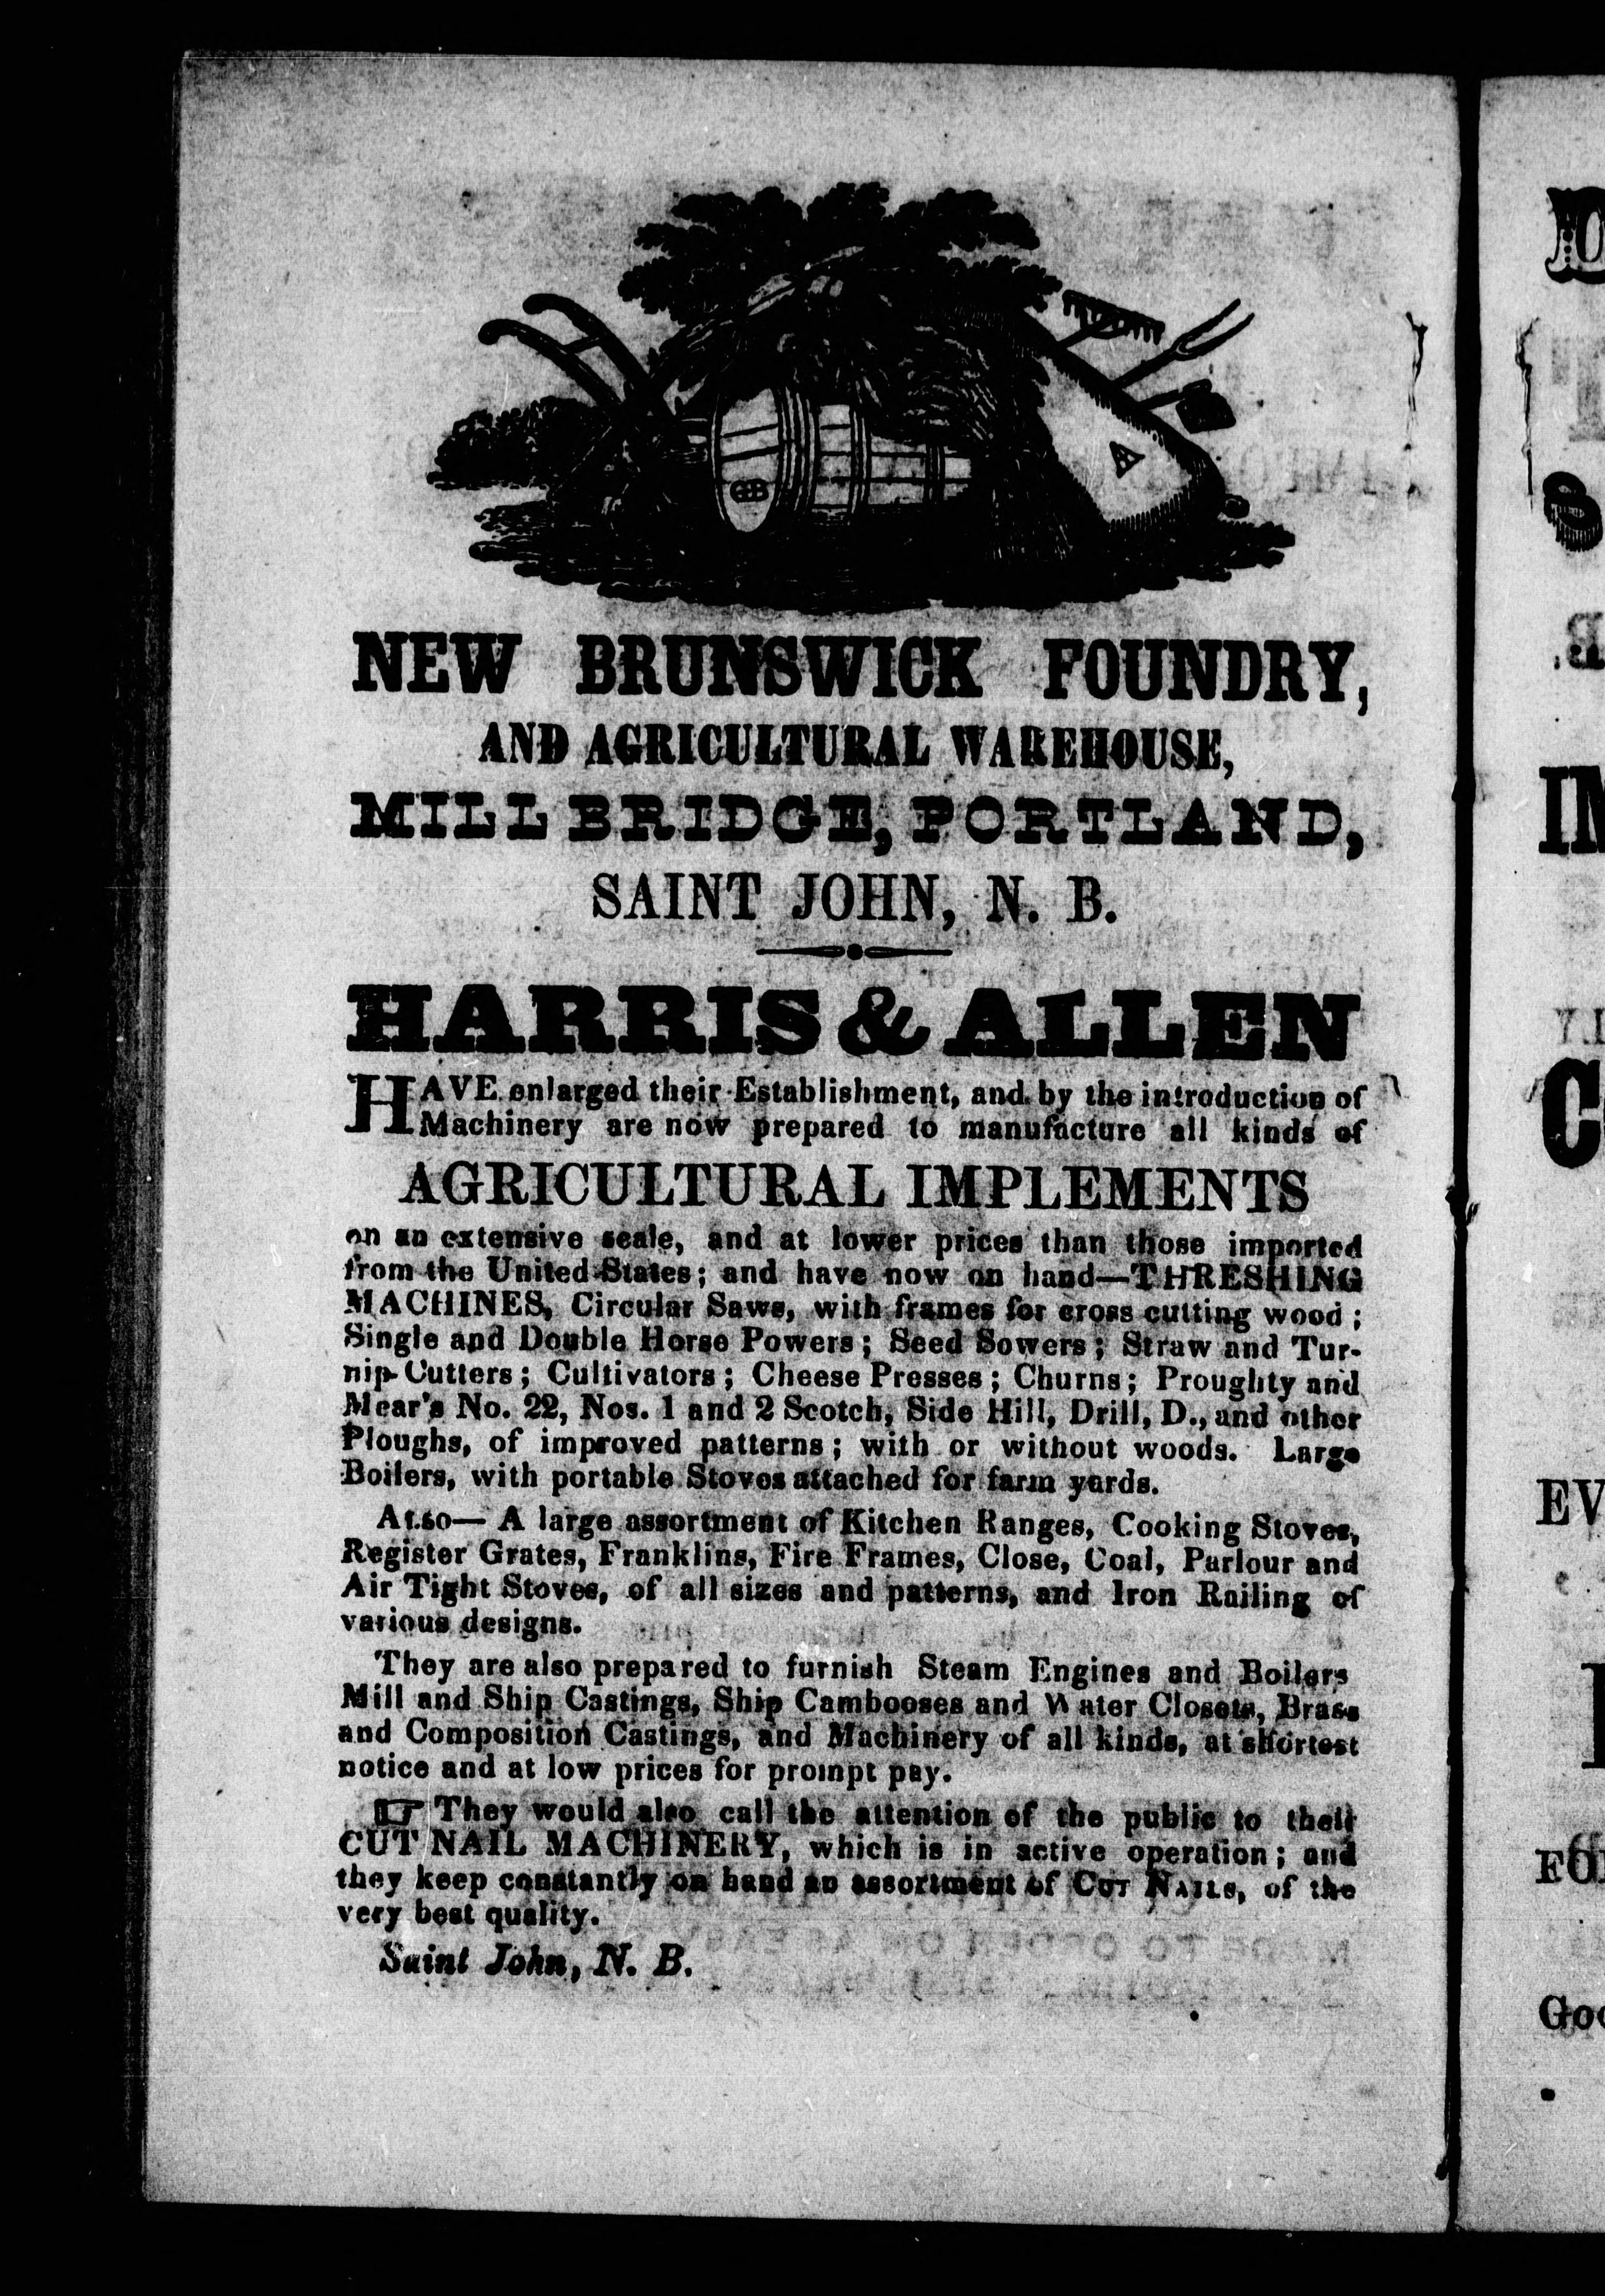 GB
A
NEW BRUNSWICK FOUNDRY,
AND AGRICULTURAL WAREHOUSE,
MILL BRIDGE, PORTLAND,
SAINT JOHN, N. B.
HARRIS & ALLEN
HAVE enlarged their Establishment, and by the introduction of
Machinery are now prepared to manufacture all kinds of
AGRICULTURAL IMPLEMENTS
on an extensive scale, and at lower prices than those imported
from the United States; and have now on hand—THRESHING
MACHINES, Circular Saws, with frames for cross cutting wood;
Single and Double Horse Powers; Seed Sowers; Straw and Tur-
nip Cutters; Cultivators; Cheese Presses; Churns; Proughty and
Mear's No. 22, Nos. 1 and 2 Scotch, Side Hill, Drill, D., and other
Ploughs, of improved patterns; with or without woods. Large
Boilers, with portable Stoves attached for farm yards.
ALSO— A large assortment of Kitchen Ranges, Cooking Stoves,
Register Grates, Franklins, Fire Frames, Close, Coal, Parlour and
Air Tight Stoves, of all sizes and patterns, and Iron Railing of
various designs.
They are also prepared to furnish Steam Engines and Boilers
Mill and Ship Castings, Ship Cambooses and Water Closets, Brass
and Composition Castings, and Machinery of all kinds, at shortest
notice and at low prices for prompt pay.
☞ They would also call the attention of the public to their
CUT NAIL MACHINERY, which is in active operation; and
they keep constantly on hand an assortment of CUT NAILS, of the
very best quality.
Saint John, N. B.
IM
EV